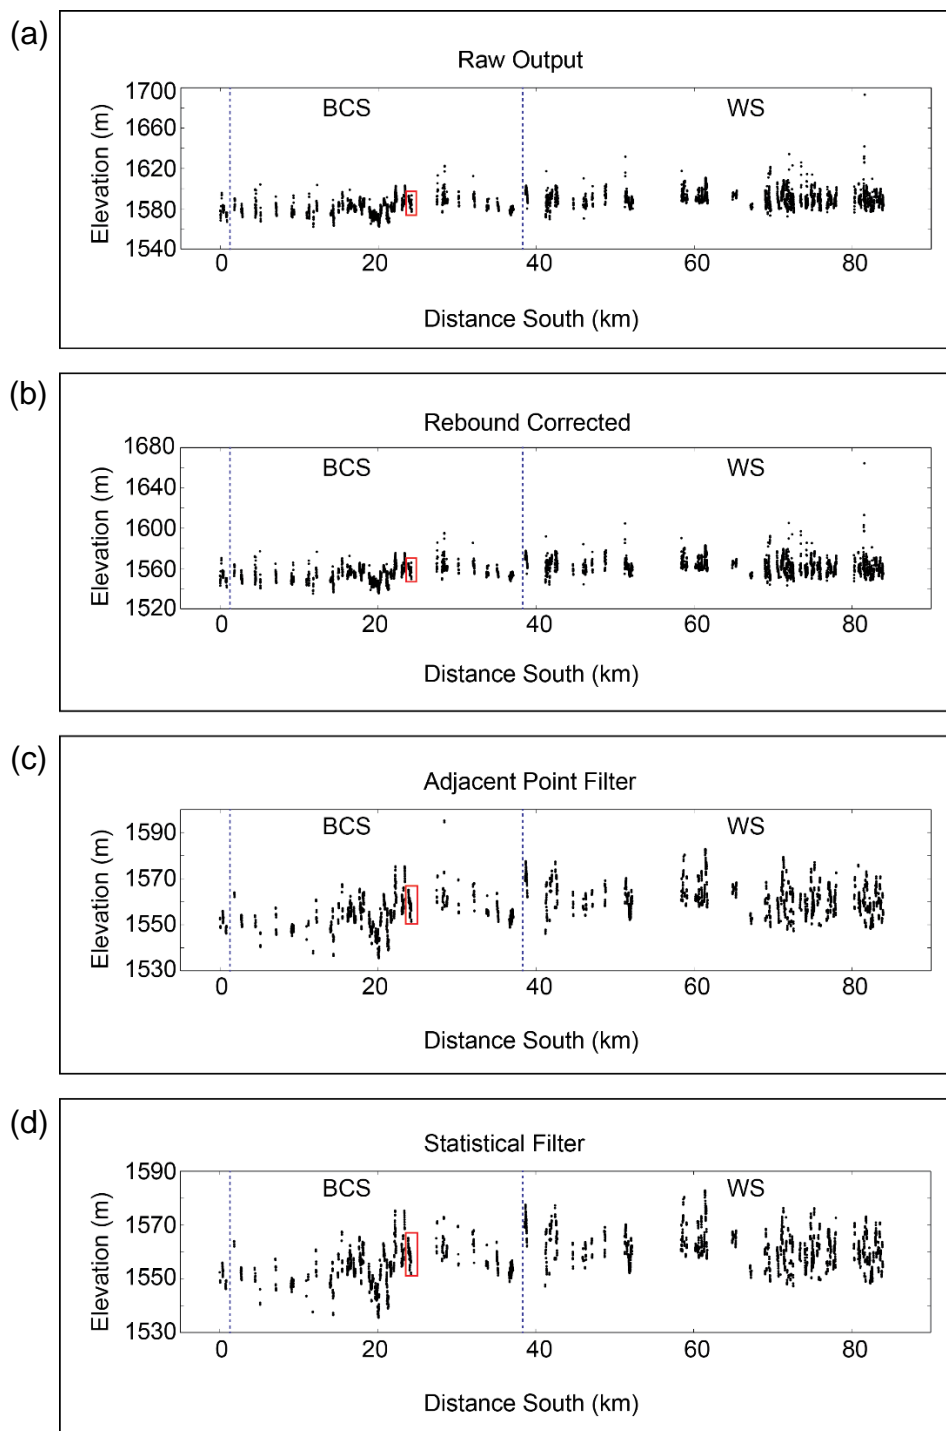 (a)
Raw Output
1700
1660
1620
1580
1540
Elevation (m)
BCS
WS
0 20 40 60 80
Distance South (km)
(b)
Rebound Corrected
1680
1640
1600
1560
1520
Elevation (m)
BCS
WS
0 20 40 60 80
Distance South (km)
(c)
Adjacent Point Filter
1590
1570
1550
1530
Elevation (m)
BCS
WS
0 20 40 60 80
Distance South (km)
(d)
Statistical Filter
1590
1570
1550
1530
Elevation (m)
BCS
WS
0 20 40 60 80
Distance South (km)